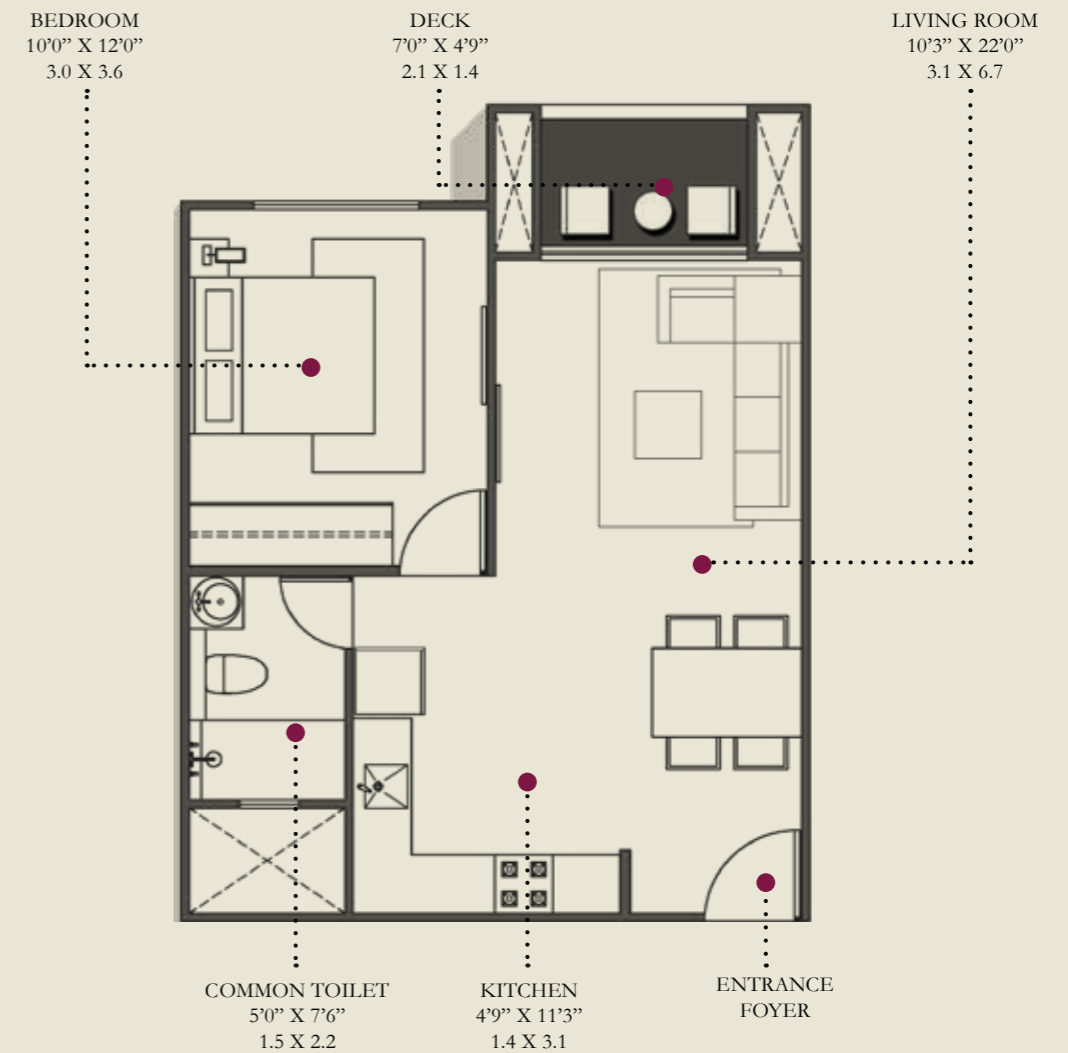 BEDROOM
10’0” X 12’0”
3.0 X 3.6
DECK
7’0” X 4’9”
2.1 X 1.4
LIVING ROOM
10’3” X 22’0”
3.1 X 6.7
COMMON TOILET
5’0” X 7’6”
1.5 X 2.2
KITCHEN
4’9” X 11’3”
1.4 X 3.1
ENTRANCE
FOYER